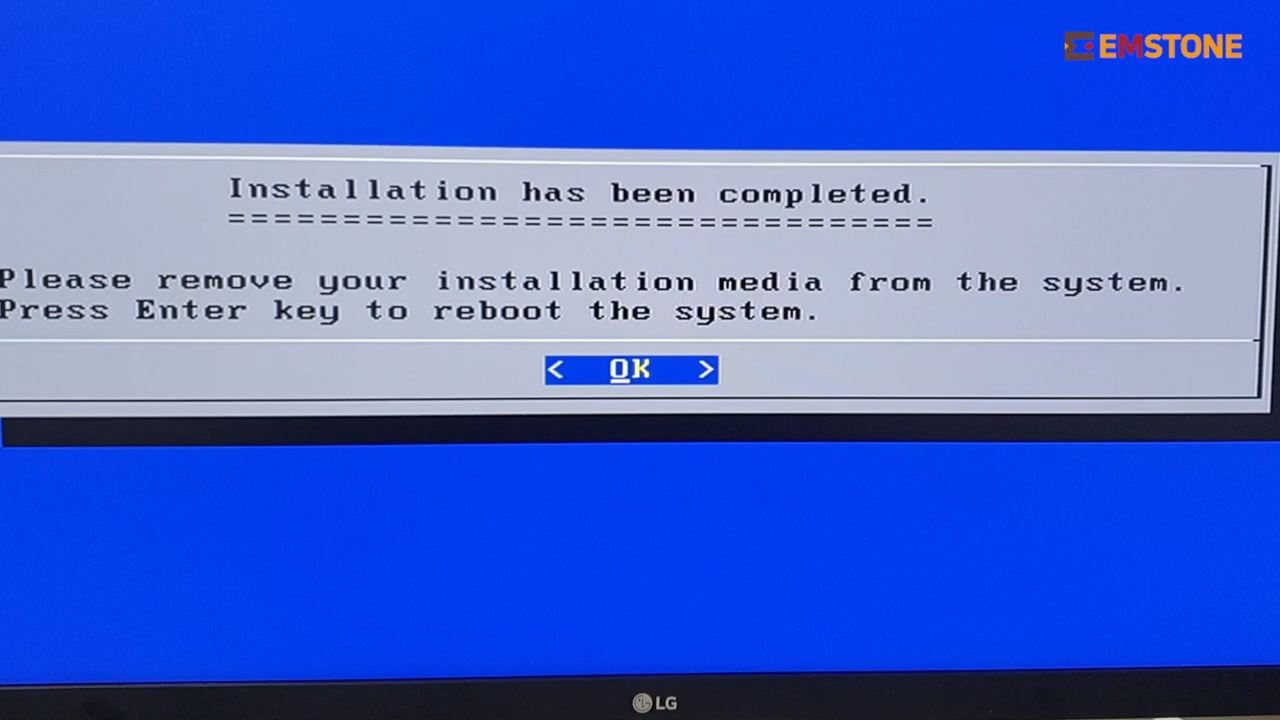 EMSTONE
Installation has been completed.
================================
Please remove your installation media from the system.
Press Enter key to reboot the system.
< OK >
LG